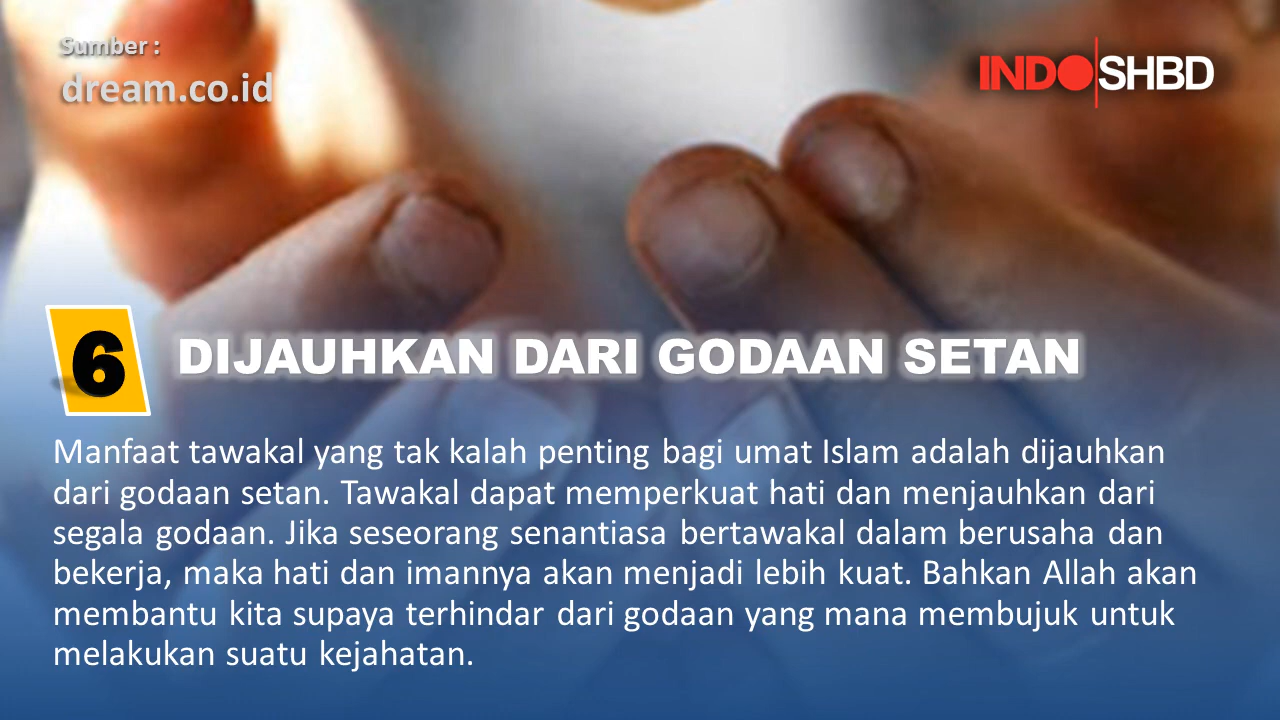 Sumber :
dream.co.id
INDOSHBD
6
DIJAUHKAN DARI GODAAN SETAN
Manfaat tawakal yang tak kalah penting bagi umat Islam adalah dijauhkan
dari godaan setan. Tawakal dapat memperkuat hati dan menjauhkan dari
segala godaan. Jika seseorang senantiasa bertawakal dalam berusaha dan
bekerja, maka hati dan imannya akan menjadi lebih kuat. Bahkan Allah akan
membantu kita supaya terhindar dari godaan yang mana membujuk untuk
melakukan suatu kejahatan.